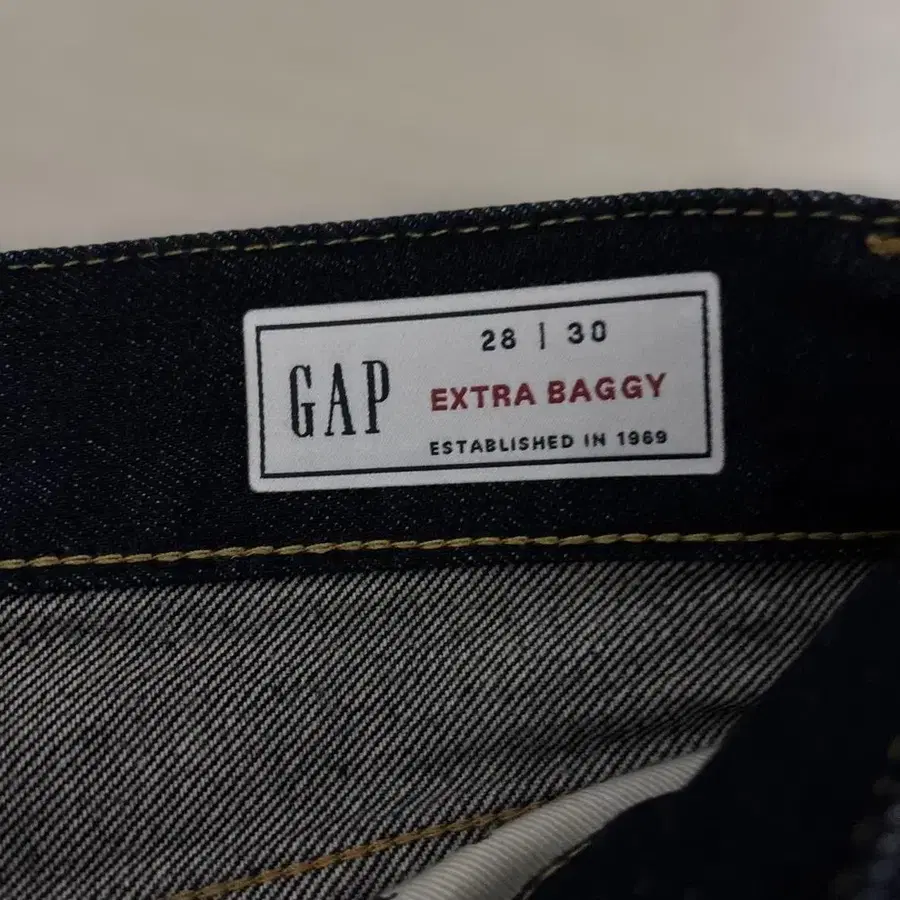 GAP
28 | 30
EXTRA BAGGY
ESTABLISHED IN 1969